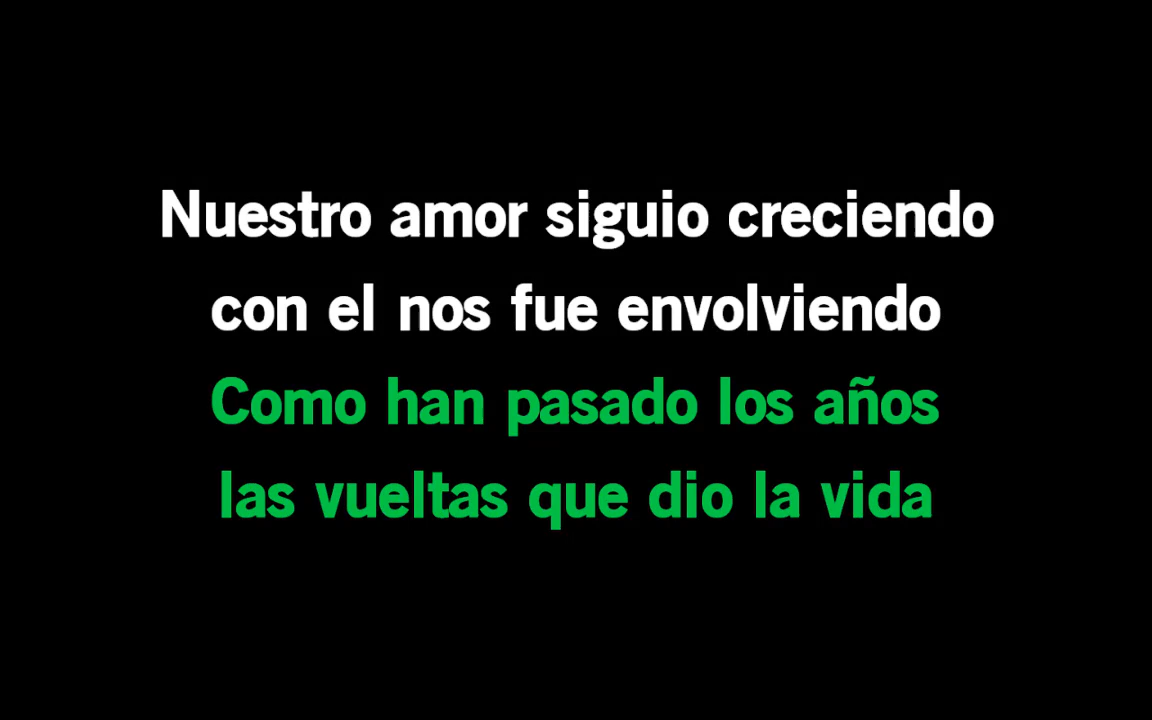 Nuestro amor siguio creciendo
con el nos fue envolviendo
Como han pasado los años
las vueltas que dio la vida